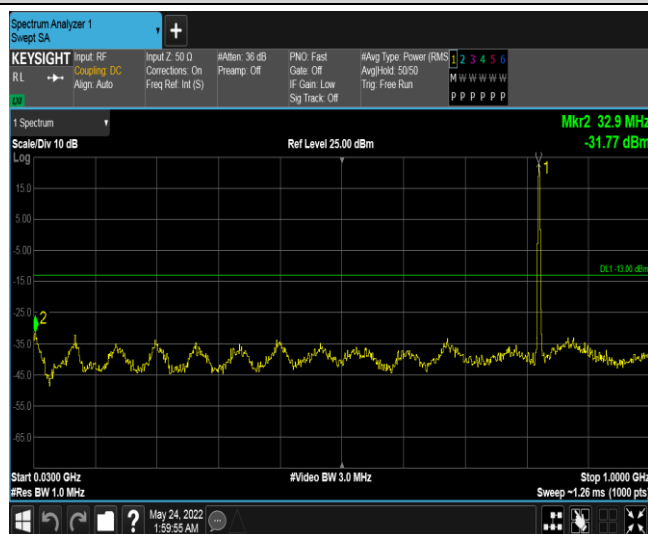 Spectrum Analyzer 1
Swept SA
+
KEYSIGHT Input: RF Input Z: 50 Ω #Atten: 36 dB PNO: Fast #Avg Type: Power (RMS 1 2 3 4 5 6
RL Coupling: DC Corrections: On Preamp: Off Gate: Off Avg|Hold: 50/50 M W W W W W
Align: Auto Freq Ref: Int (S) IF Gain: Low Trig: Free Run
Sig Track: Off P P P P P P
LXI
1 Spectrum Mkr2 32.9 MHz
Scale/Div 10 dB Ref Level 25.00 dBm -31.77 dBm
Log
1
15.0
5.00
-5.00
DL1 -13.00 dBm
-15.0
-25.0
2
-35.0
-45.0
-55.0
-65.0
Start 0.0300 GHz #Video BW 3.0 MHz Stop 1.0000 GHz
#Res BW 1.0 MHz Sweep ~1.26 ms (1000 pts)
? May 24, 2022
1:59:55 AM